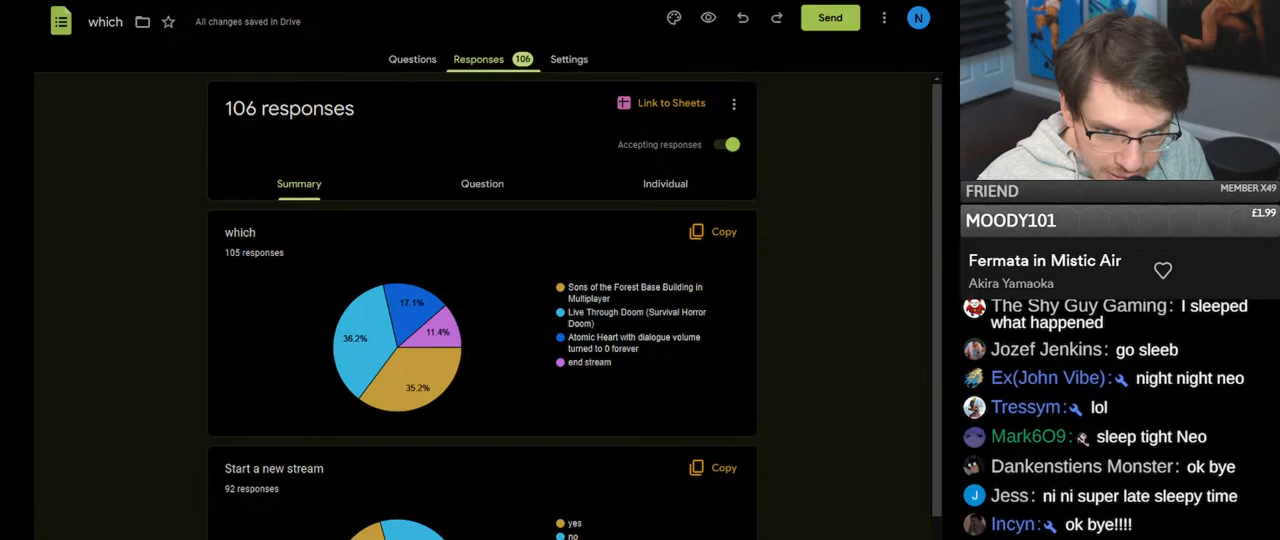 which
All changes saved in Drive
Send
N
Questions
Responses 106
Settings
106 responses
Link to Sheets
Accepting responses
Summary
Question
Individual
which
Copy
105 responses
17.1%
11.4%
36.2%
35.2%
Sons of the Forest Base Building in
Multiplayer
Live Through Doom (Survival Horror
Doom)
Atomic Heart with dialogue volume
turned to 0 forever
end stream
Start a new stream
Copy
92 responses
yes
no
FRIEND
MEMBER X49
MOODY101
£1.99
Fermata in Mistic Air
Akira Yamaoka
The Shy Guy Gaming: I sleeped
what happened
Jozef Jenkins: go sleeb
Ex(John Vibe): night night neo
Tressym: lol
Mark6O9: sleep tight Neo
Dankenstiens Monster: ok bye
J
Jess: ni ni super late sleepy time
Incyn: ok bye!!!!